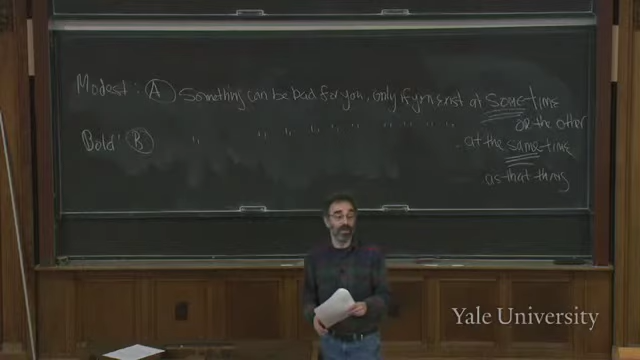 Modest: A Something can be bad for you, only if you exist at some time
or the other
Bold: B " " " " " " " " " " at the same time
as that thing
Yale University